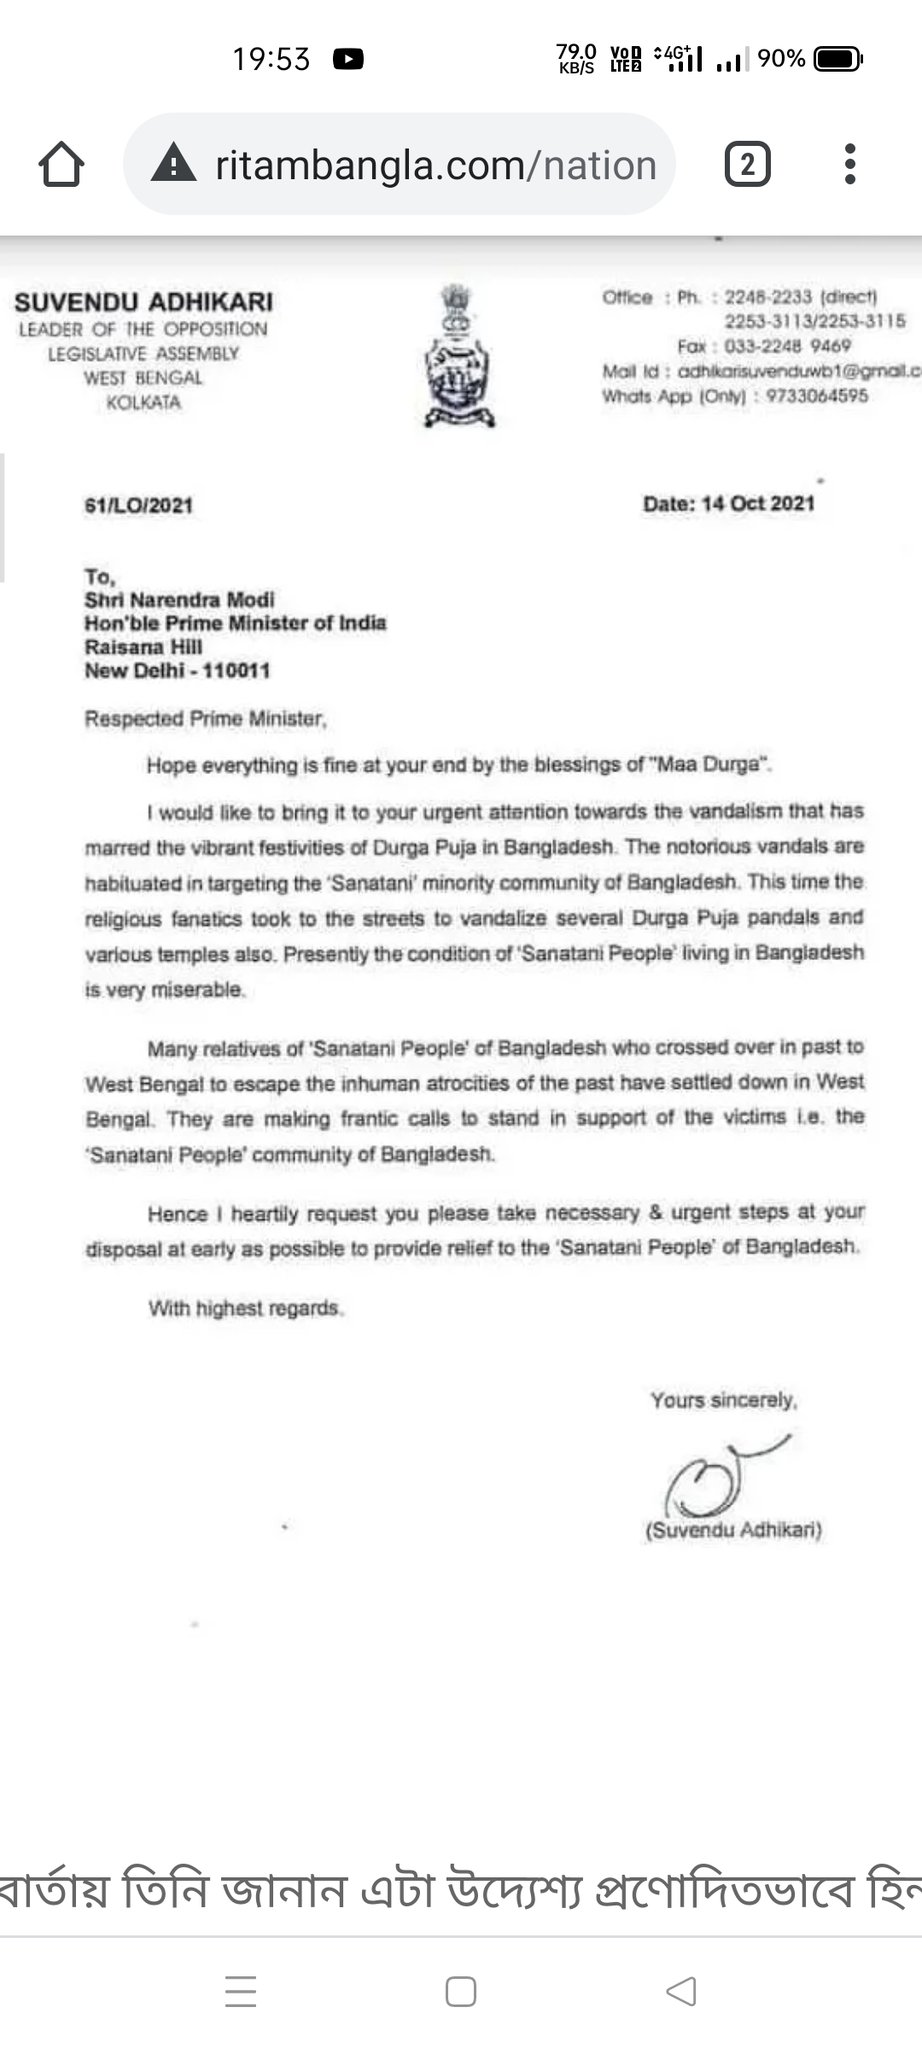 19:53
79.0 KB/S
VoD LTE2
4G+
90%
ritambangla.com/nation
2
SUVENDU ADHIKARI
LEADER OF THE OPPOSITION
LEGISLATIVE ASSEMBLY
WEST BENGAL
KOLKATA
Office : Ph. : 2248-2233 (direct)
2253-3113/2253-3115
Fax : 033-2248 9469
Mail Id : adhikarisuvenduwb1@gmail.c
Whats App (Only) : 9733064595
61/LO/2021
Date: 14 Oct 2021
To,
Shri Narendra Modi
Hon'ble Prime Minister of India
Raisana Hill
New Delhi - 110011
Respected Prime Minister,
Hope everything is fine at your end by the blessings of "Maa Durga".
I would like to bring it to your urgent attention towards the vandalism that has
marred the vibrant festivities of Durga Puja in Bangladesh. The notorious vandals are
habituated in targeting the 'Sanatani' minority community of Bangladesh. This time the
religious fanatics took to the streets to vandalize several Durga Puja pandals and
various temples also. Presently the condition of 'Sanatani People' living in Bangladesh
is very miserable.
Many relatives of 'Sanatani People' of Bangladesh who crossed over in past to
West Bengal to escape the inhuman atrocities of the past have settled down in West
Bengal. They are making frantic calls to stand in support of the victims i.e. the
'Sanatani People' community of Bangladesh.
Hence I heartily request you please take necessary & urgent steps at your
disposal at early as possible to provide relief to the 'Sanatani People' of Bangladesh.
With highest regards.
Yours sincerely,
(Suvendu Adhikari)
বার্তায় তিনি জানান এটা উদ্যেশ্য প্রণোদিতভাবে হিন